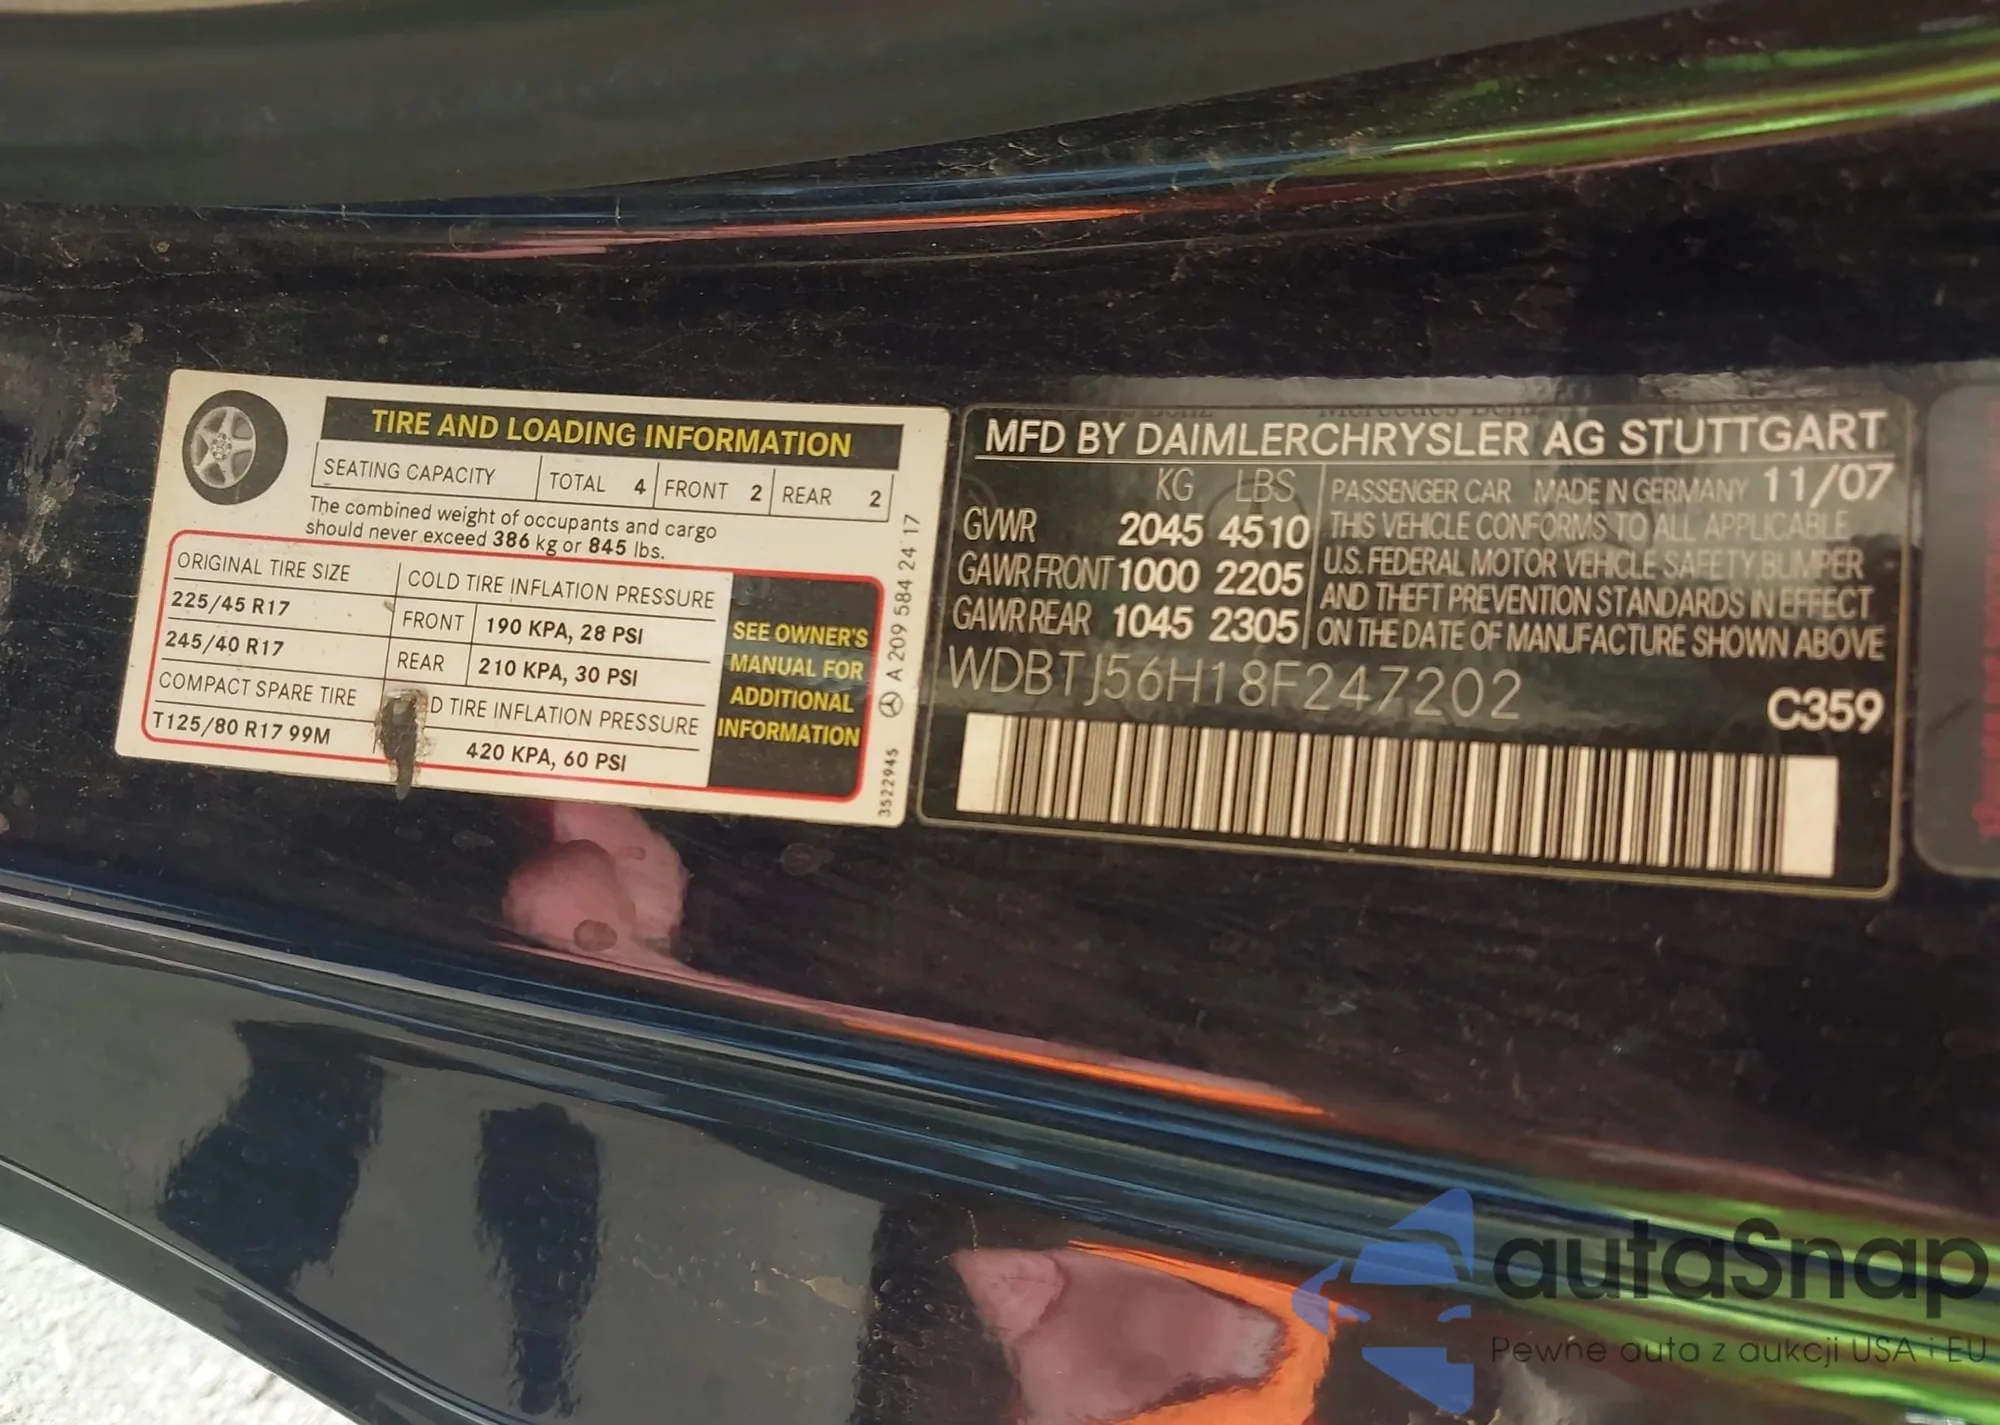 TIRE AND LOADING INFORMATION
SEATING CAPACITY TOTAL 4 FRONT 2 REAR 2
The combined weight of occupants and cargo
should never exceed 386 kg or 845 lbs.
ORIGINAL TIRE SIZE COLD TIRE INFLATION PRESSURE
225/45 R17 FRONT 190 KPA, 28 PSI
245/40 R17 REAR 210 KPA, 30 PSI
COMPACT SPARE TIRE D TIRE INFLATION PRESSURE
T125/80 R17 99M 420 KPA, 60 PSI
SEE OWNER'S
MANUAL FOR
ADDITIONAL
INFORMATION
3522945 A 209 584 24 17
MFD BY DAIMLERCHRYSLER AG STUTTGART
KG LBS PASSENGER CAR MADE IN GERMANY 11/07
GVWR 2045 4510 THIS VEHICLE CONFORMS TO ALL APPLICABLE
GAWR FRONT 1000 2205 U.S. FEDERAL MOTOR VEHICLE SAFETY, BUMPER
GAWR REAR 1045 2305 AND THEFT PREVENTION STANDARDS IN EFFECT
ON THE DATE OF MANUFACTURE SHOWN ABOVE
WDBTJ56H18F247202
C359
autaSnap
Pewne auta z aukcji USA i EU